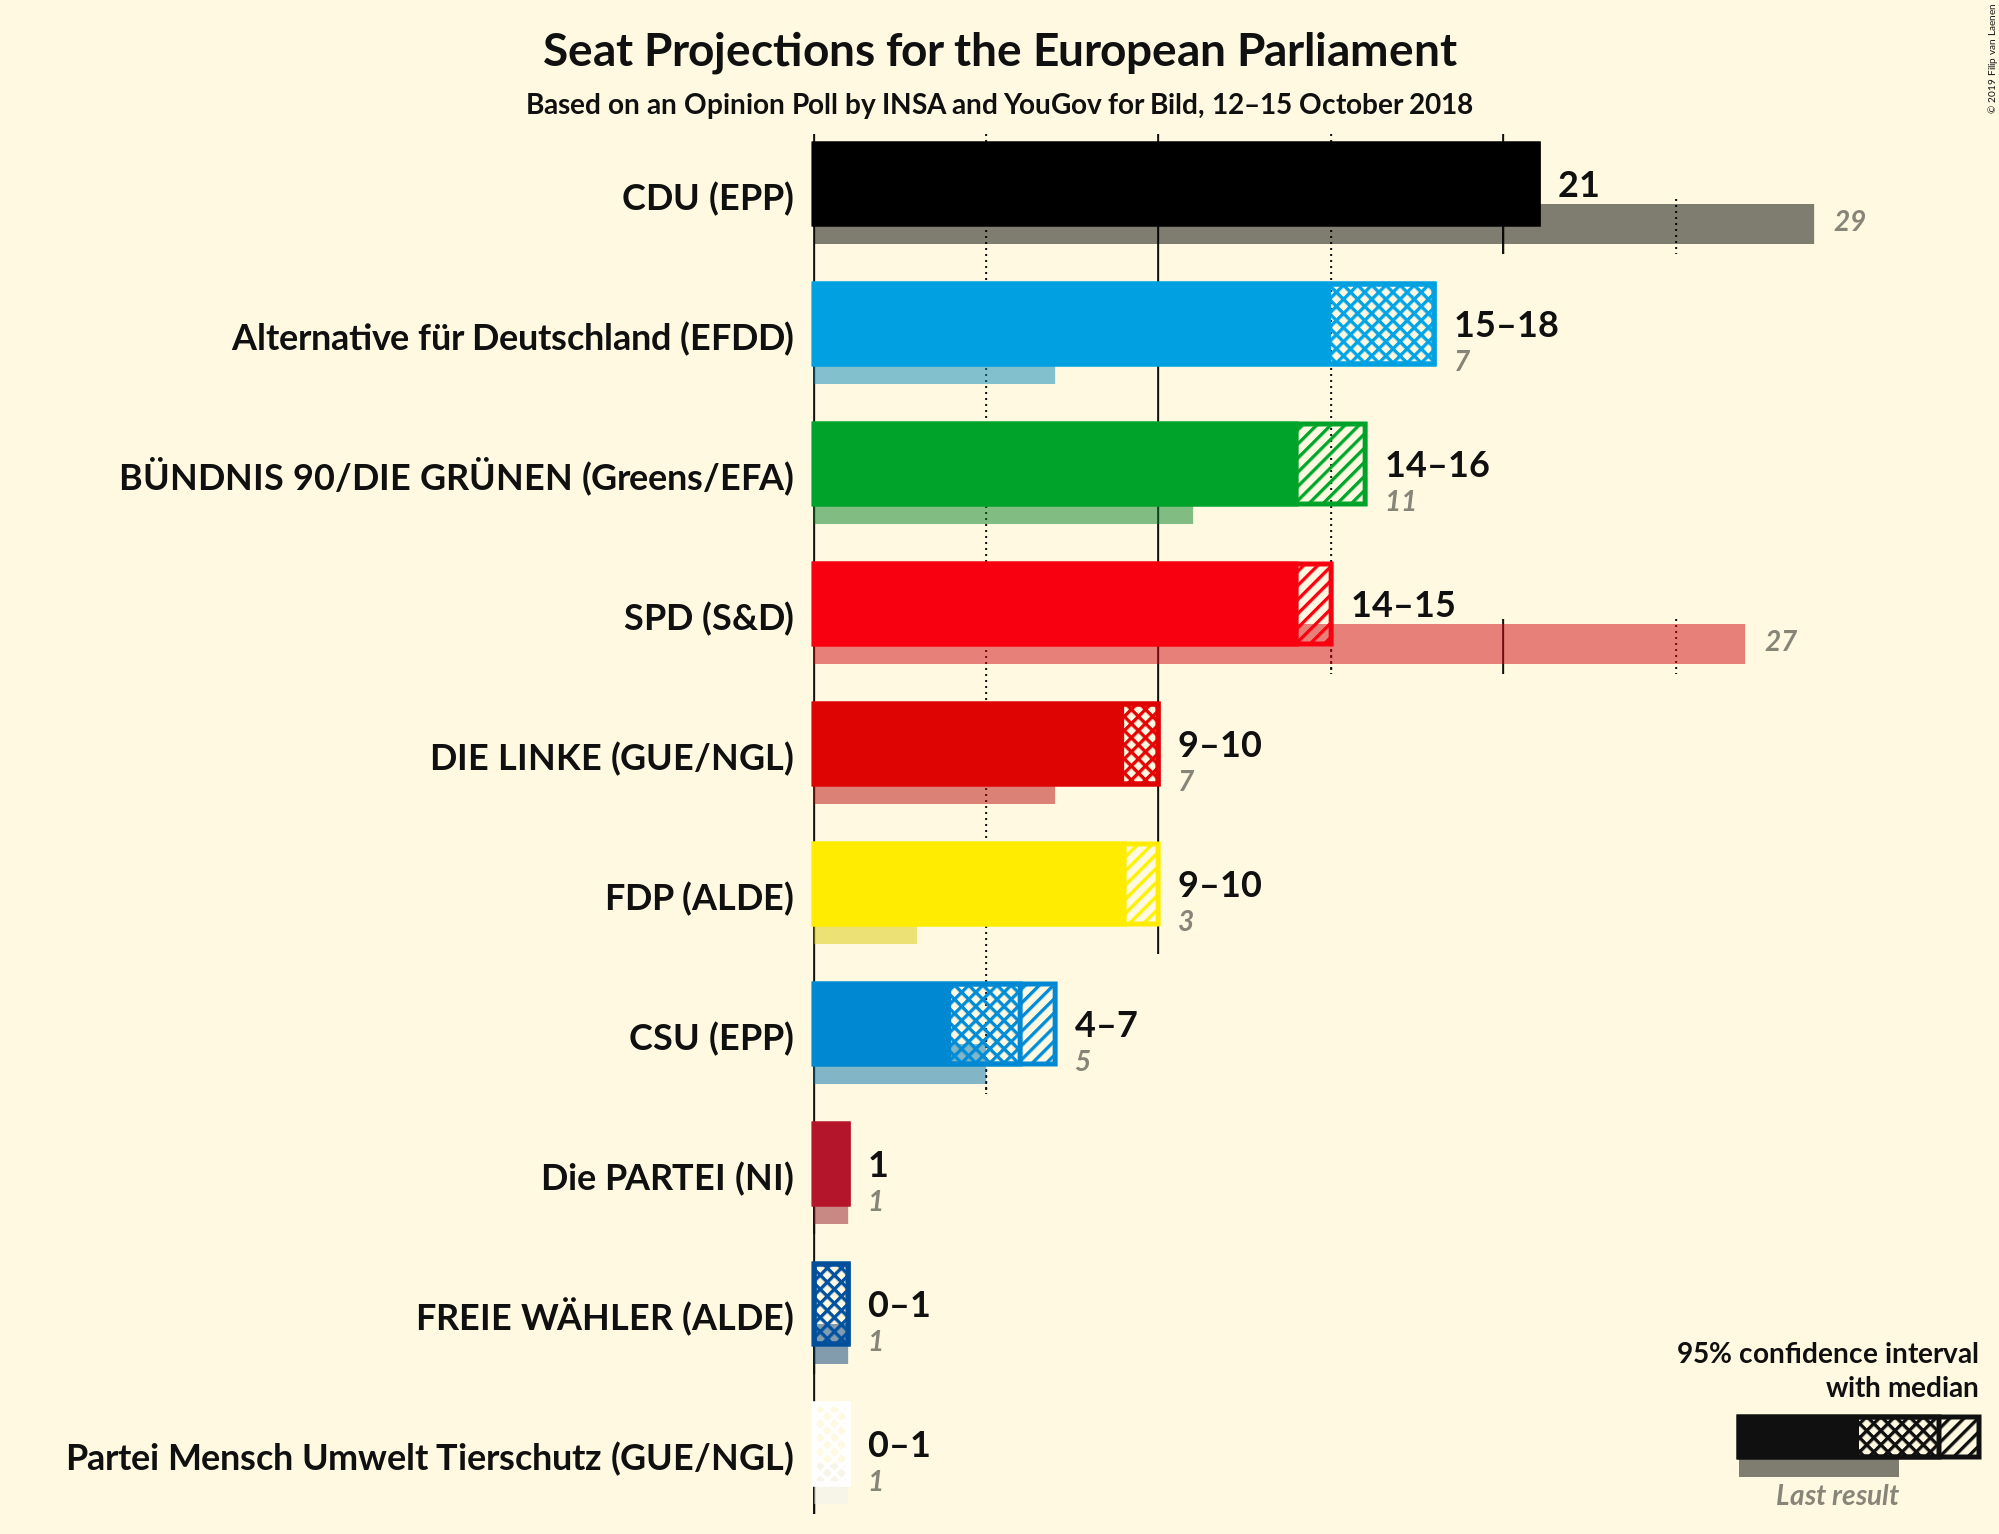 Seat Projections for the European Parliament
Based on an Opinion Poll by INSA and YouGov for Bild, 12–15 October 2018
© 2019 Filip van Laenen
CDU (EPP)
21
29
Alternative für Deutschland (EFDD)
15–18
7
BÜNDNIS 90/DIE GRÜNEN (Greens/EFA)
14–16
11
SPD (S&D)
14–15
27
DIE LINKE (GUE/NGL)
9–10
7
FDP (ALDE)
9–10
3
CSU (EPP)
4–7
5
Die PARTEI (NI)
1
1
FREIE WÄHLER (ALDE)
0–1
1
Partei Mensch Umwelt Tierschutz (GUE/NGL)
0–1
1
95% confidence interval
with median
Last result